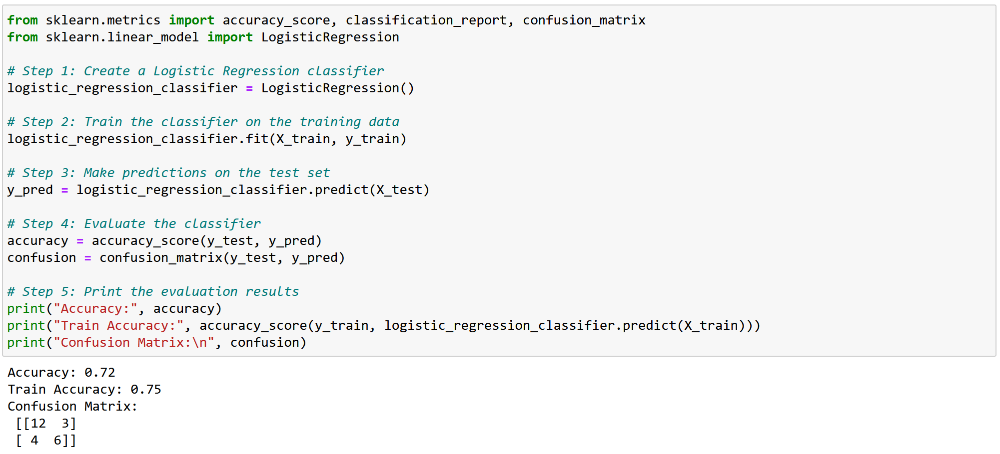 from sklearn.metrics import accuracy_score, classification_report, confusion_matrix
from sklearn.linear_model import LogisticRegression

# Step 1: Create a Logistic Regression classifier
logistic_regression_classifier = LogisticRegression()

# Step 2: Train the classifier on the training data
logistic_regression_classifier.fit(X_train, y_train)

# Step 3: Make predictions on the test set
y_pred = logistic_regression_classifier.predict(X_test)

# Step 4: Evaluate the classifier
accuracy = accuracy_score(y_test, y_pred)
confusion = confusion_matrix(y_test, y_pred)

# Step 5: Print the evaluation results
print("Accuracy:", accuracy)
print("Train Accuracy:", accuracy_score(y_train, logistic_regression_classifier.predict(X_train)))
print("Confusion Matrix:\n", confusion)

Accuracy: 0.72
Train Accuracy: 0.75
Confusion Matrix:
 [[12  3]
 [ 4  6]]